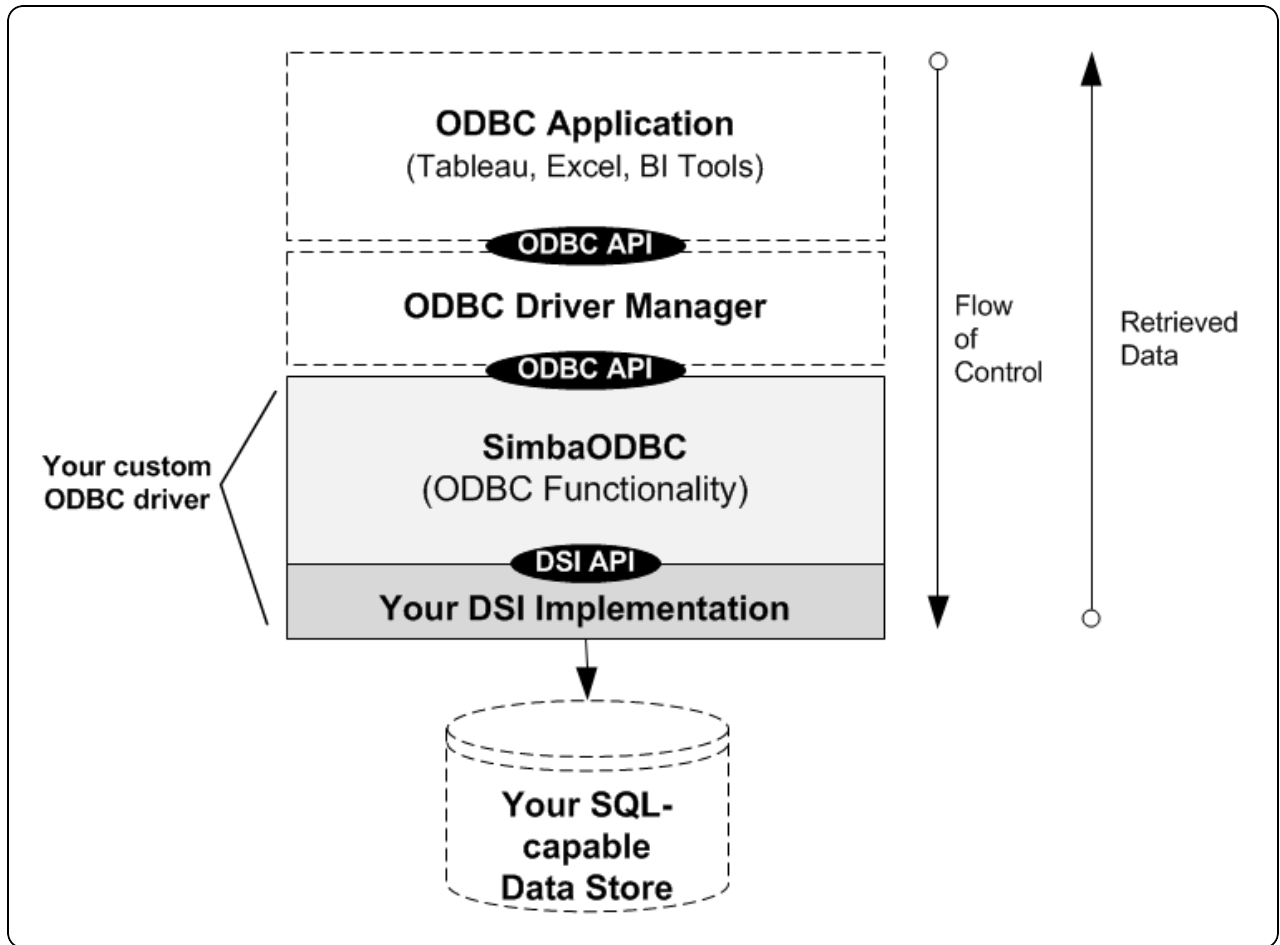 ODBC Application
(Tableau, Excel, BI Tools)
ODBC API
ODBC Driver Manager
ODBC API
SimbaODBC
(ODBC Functionality)
DSI API
Your DSI Implementation
Your custom
ODBC driver
Flow
of
Control
Retrieved
Data
Your SQL-
capable
Data Store